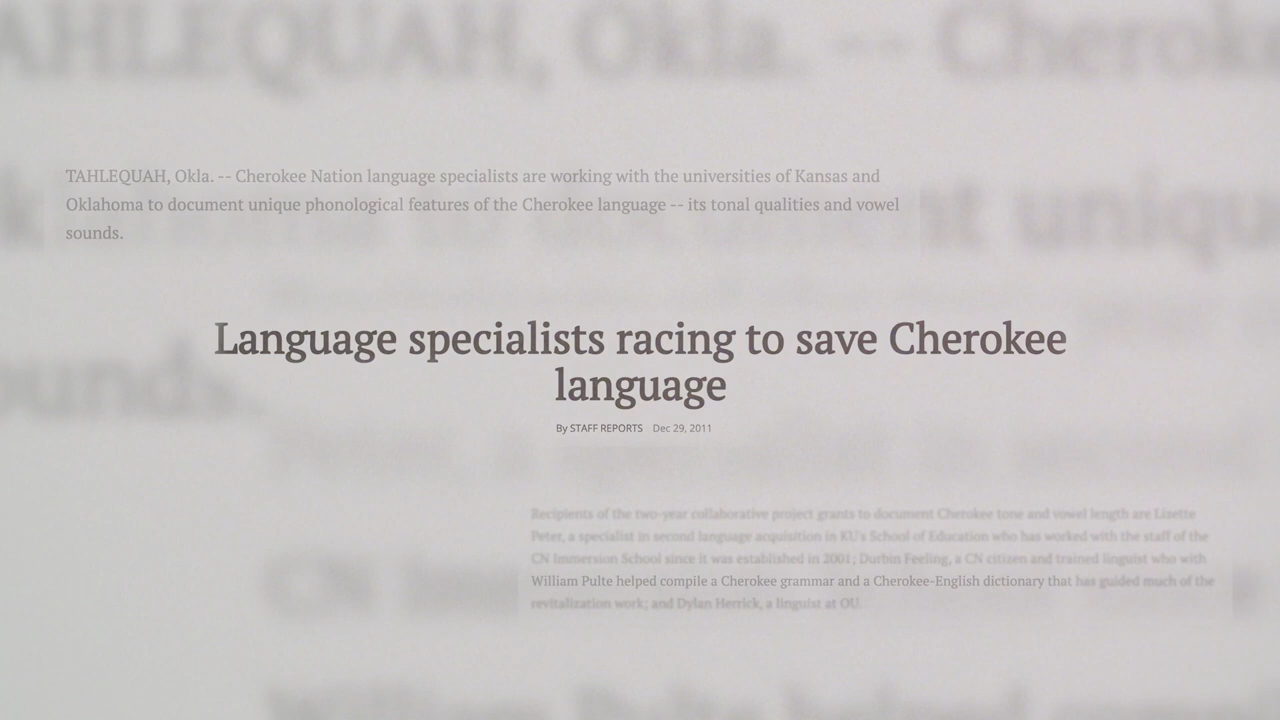 AHLEQUAH, Okla. -- Cheroke
TAHLEQUAH, Okla. -- Cherokee Nation language specialists are working with the universities of Kansas and
Oklahoma to document unique phonological features of the Cherokee language -- its tonal qualities and vowel
sounds.
Language specialists racing to save Cherokee
language
By STAFF REPORTS Dec 29, 2011
Recipients of the two-year collaborative project grants to document Cherokee tone and vowel length are Lizette
Peter, a specialist in second language acquisition in KU's School of Education who has worked with the staff of the
CN Immersion School since it was established in 2001; Durbin Feeling, a CN citizen and trained linguist who with
William Pulte helped compile a Cherokee grammar and a Cherokee-English dictionary that has guided much of the
revitalization work; and Dylan Herrick, a linguist at OU.